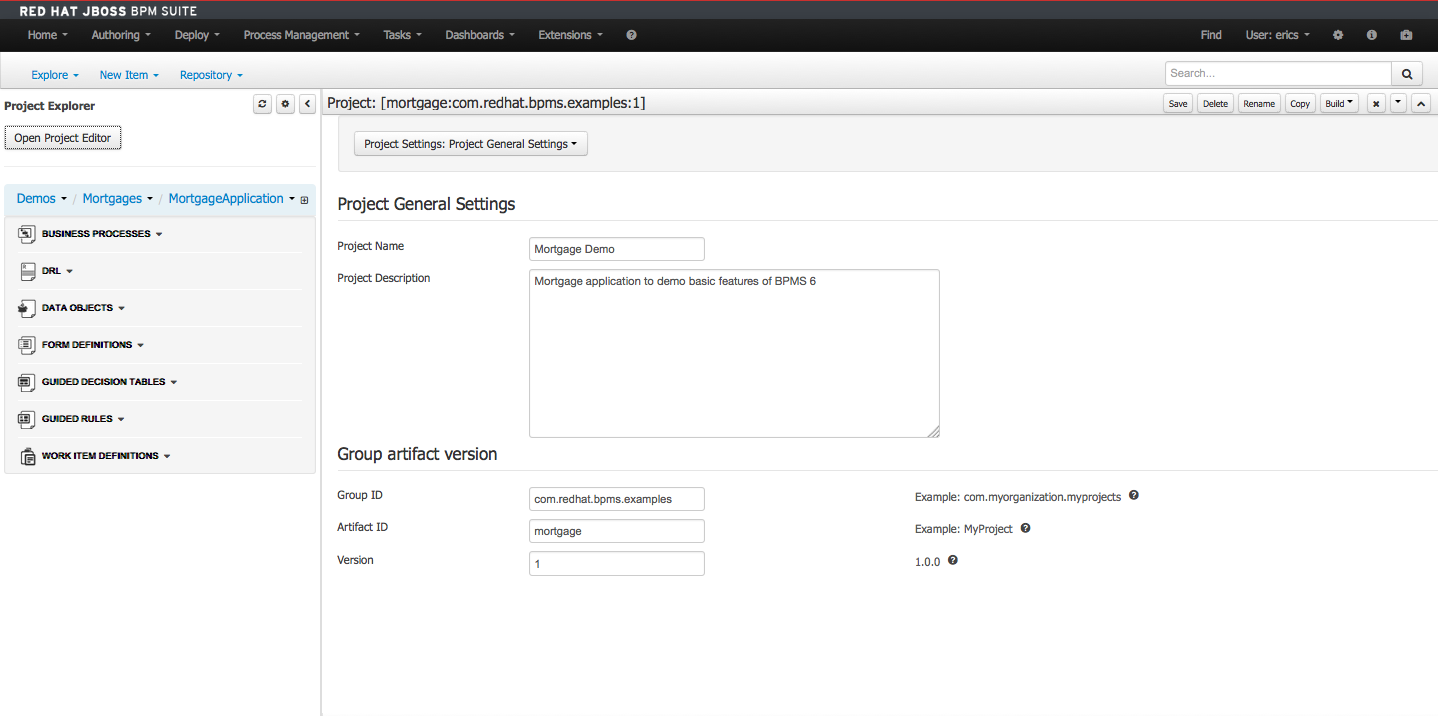 RED HAT JBOSS BPM SUITE
Home Authoring Deploy Process Management Tasks Dashboards Extensions Find User: erics
Explore New Item Repository Search...
Project Explorer
Open Project Editor
Demos / Mortgages / MortgageApplication
BUSINESS PROCESSES
DRL
DATA OBJECTS
FORM DEFINITIONS
GUIDED DECISION TABLES
GUIDED RULES
WORK ITEM DEFINITIONS
Project: [mortgage:com.redhat.bpms.examples:1] Save Delete Rename Copy Build
Project Settings: Project General Settings
Project General Settings
Project Name Mortgage Demo
Project Description Mortgage application to demo basic features of BPMS 6
Group artifact version
Group ID com.redhat.bpms.examples Example: com.myorganization.myprojects
Artifact ID mortgage Example: MyProject
Version 1 1.0.0